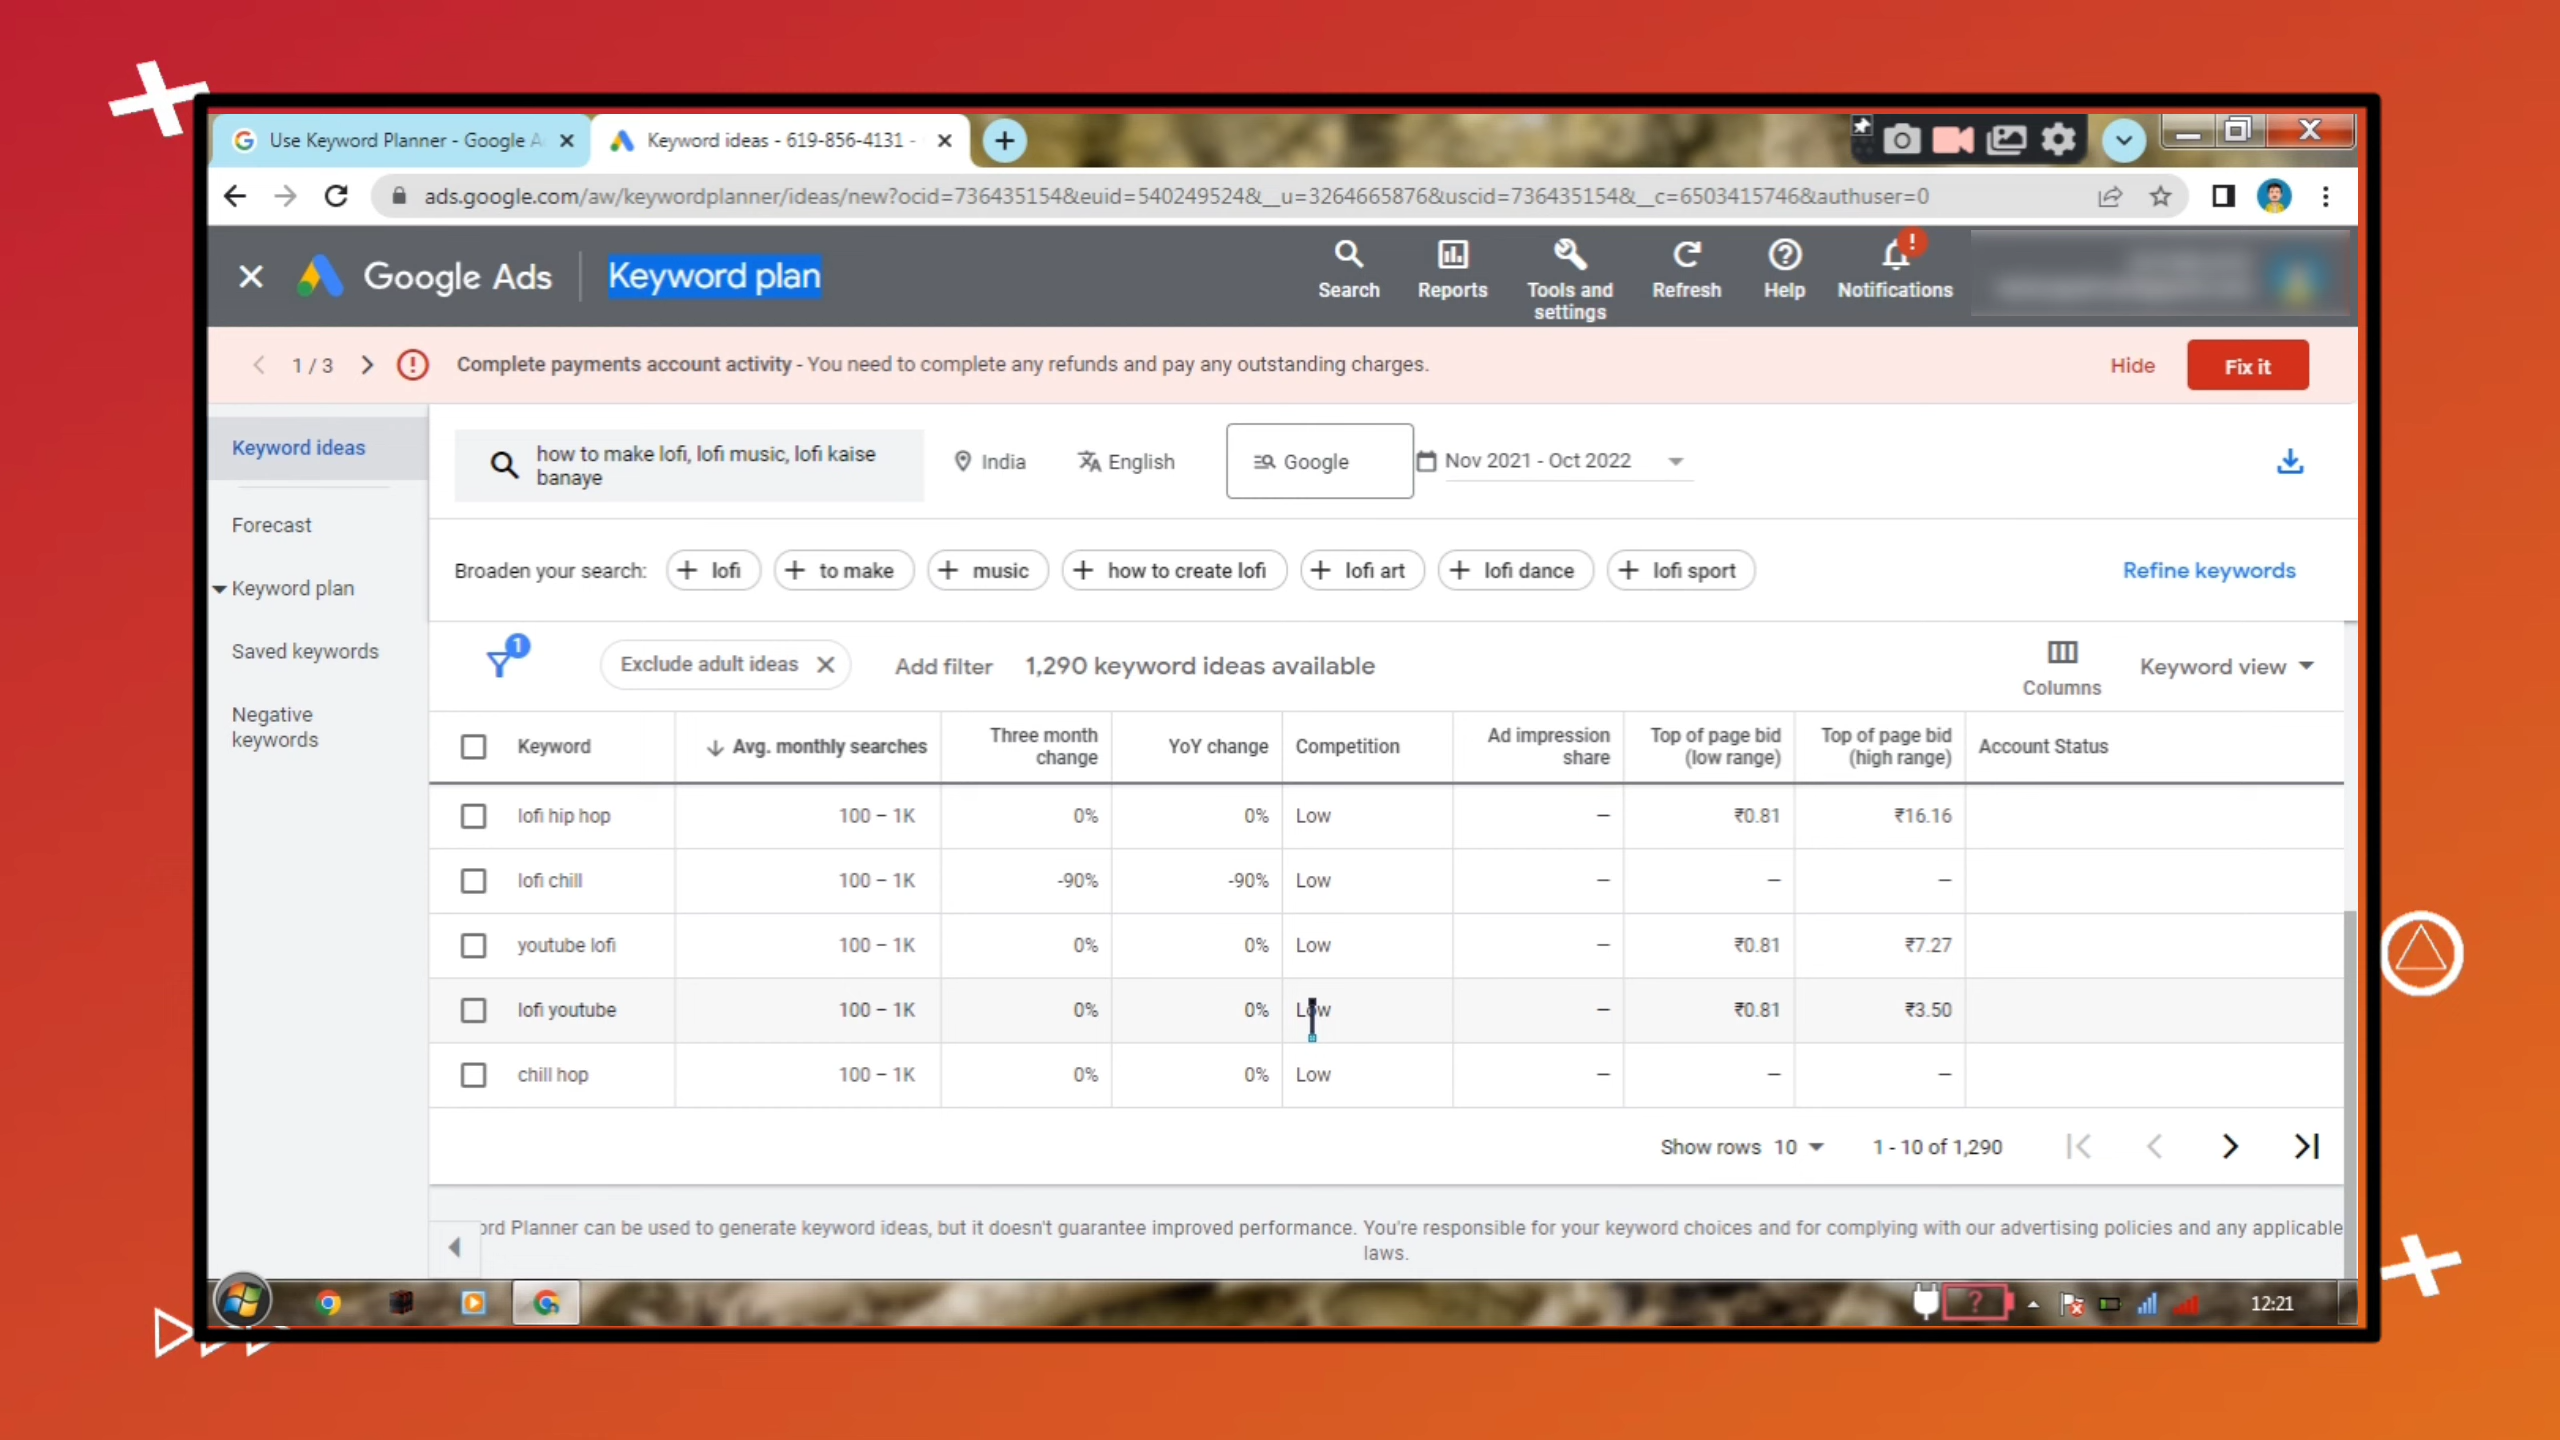 Use Keyword Planner - Google A
Keyword ideas - 619-856-4131 -
ads.google.com/aw/keywordplanner/ideas/new?ocid=736435154&euid=540249524&__u=3264665876&uscid=736435154&__c=6503415746&authuser=0
Google Ads Keyword plan
Search
Reports
Tools and
settings
Refresh
Help
Notifications
1 / 3
Complete payments account activity - You need to complete any refunds and pay any outstanding charges.
Hide
Fix it
Keyword ideas
Forecast
Keyword plan
Saved keywords
Negative
keywords
how to make lofi, lofi music, lofi kaise
banaye
India
English
Google
Nov 2021 - Oct 2022
Broaden your search:
+ lofi
+ to make
+ music
+ how to create lofi
+ lofi art
+ lofi dance
+ lofi sport
Refine keywords
1
Exclude adult ideas
Add filter
1,290 keyword ideas available
Columns
Keyword view
Keyword
Avg. monthly searches
Three month
change
YoY change
Competition
Ad impression
share
Top of page bid
(low range)
Top of page bid
(high range)
Account Status
lofi hip hop 100 – 1K 0% 0% Low – ₹0.81 ₹16.16
lofi chill 100 – 1K -90% -90% Low – – –
youtube lofi 100 – 1K 0% 0% Low – ₹0.81 ₹7.27
lofi youtube 100 – 1K 0% 0% Low – ₹0.81 ₹3.50
chill hop 100 – 1K 0% 0% Low – – –
Show rows 10 1 - 10 of 1,290
ord Planner can be used to generate keyword ideas, but it doesn't guarantee improved performance. You're responsible for your keyword choices and for complying with our advertising policies and any applicable
laws.
12:21